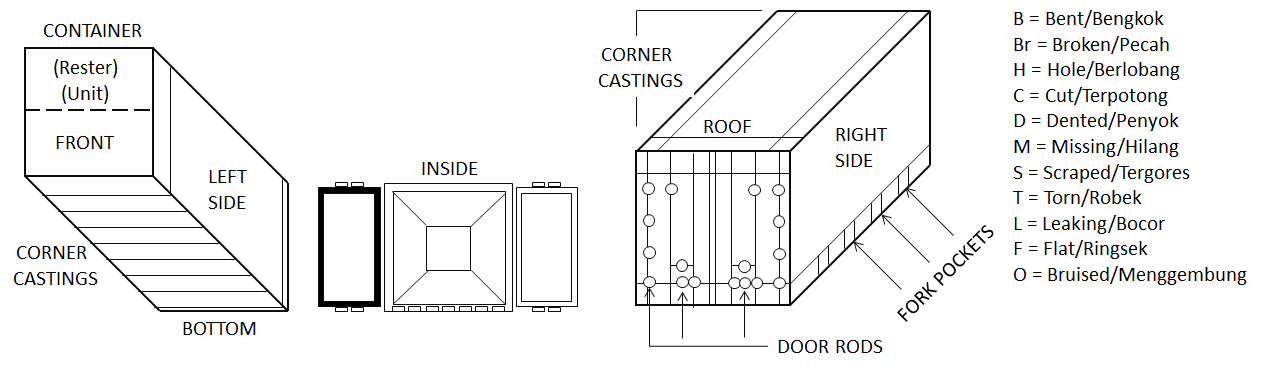 CONTAINER
(Rester)
(Unit)
FRONT
LEFT
SIDE
CORNER
CASTINGS
BOTTOM
INSIDE
CORNER
CASTINGS
ROOF
RIGHT
SIDE
FORK POCKETS
DOOR RODS
B = Bent/Bengkok
Br = Broken/Pecah
H = Hole/Berlobang
C = Cut/Terpotong
D = Dented/Penyok
M = Missing/Hilang
S = Scraped/Tergores
T = Torn/Robek
L = Leaking/Bocor
F = Flat/Ringsek
O = Bruised/Menggembung